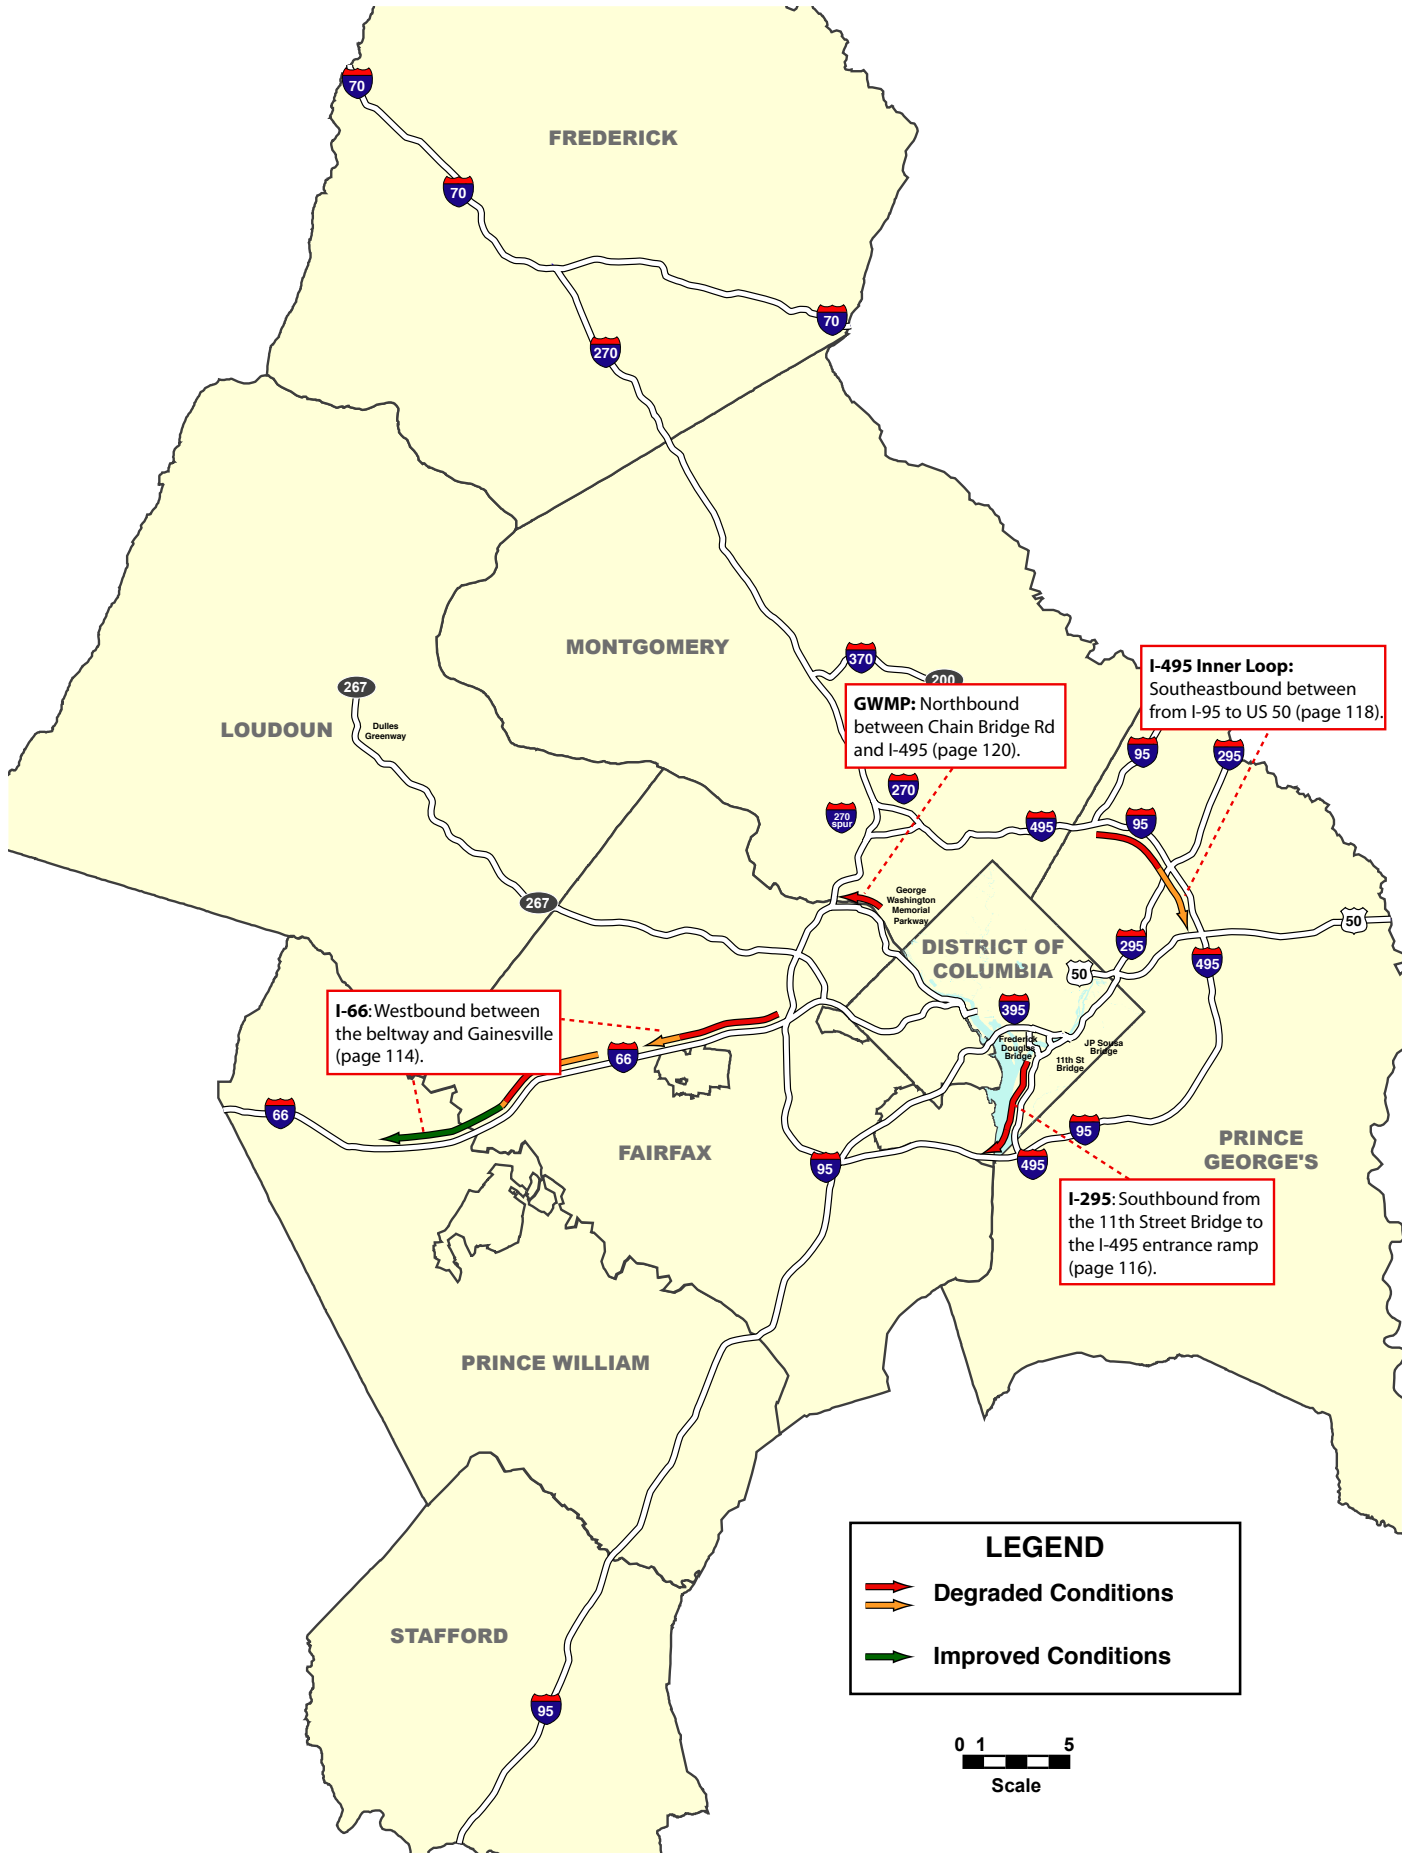 70
FREDERICK
70
70
270
MONTGOMERY
370
200
I-495 Inner Loop:
Southeastbound between
from I-95 to US 50 (page 118).
267
Dulles
Greenway
LOUDOUN
GWMP: Northbound
between Chain Bridge Rd
and I-495 (page 120).
95
295
270
270
spur
495
95
267
George
Washington
Memorial
Parkway
50
DISTRICT OF
COLUMBIA
295
50
495
I-66: Westbound between
the beltway and Gainesville
(page 114).
395
Frederick
Douglas
Bridge
JP Sousa
Bridge
11th St
Bridge
66
66
95
FAIRFAX
95
495
PRINCE
GEORGE'S
I-295: Southbound from
the 11th Street Bridge to
the I-495 entrance ramp
(page 116).
PRINCE WILLIAM
LEGEND
Degraded Conditions
Improved Conditions
STAFFORD
95
0 1 5
Scale